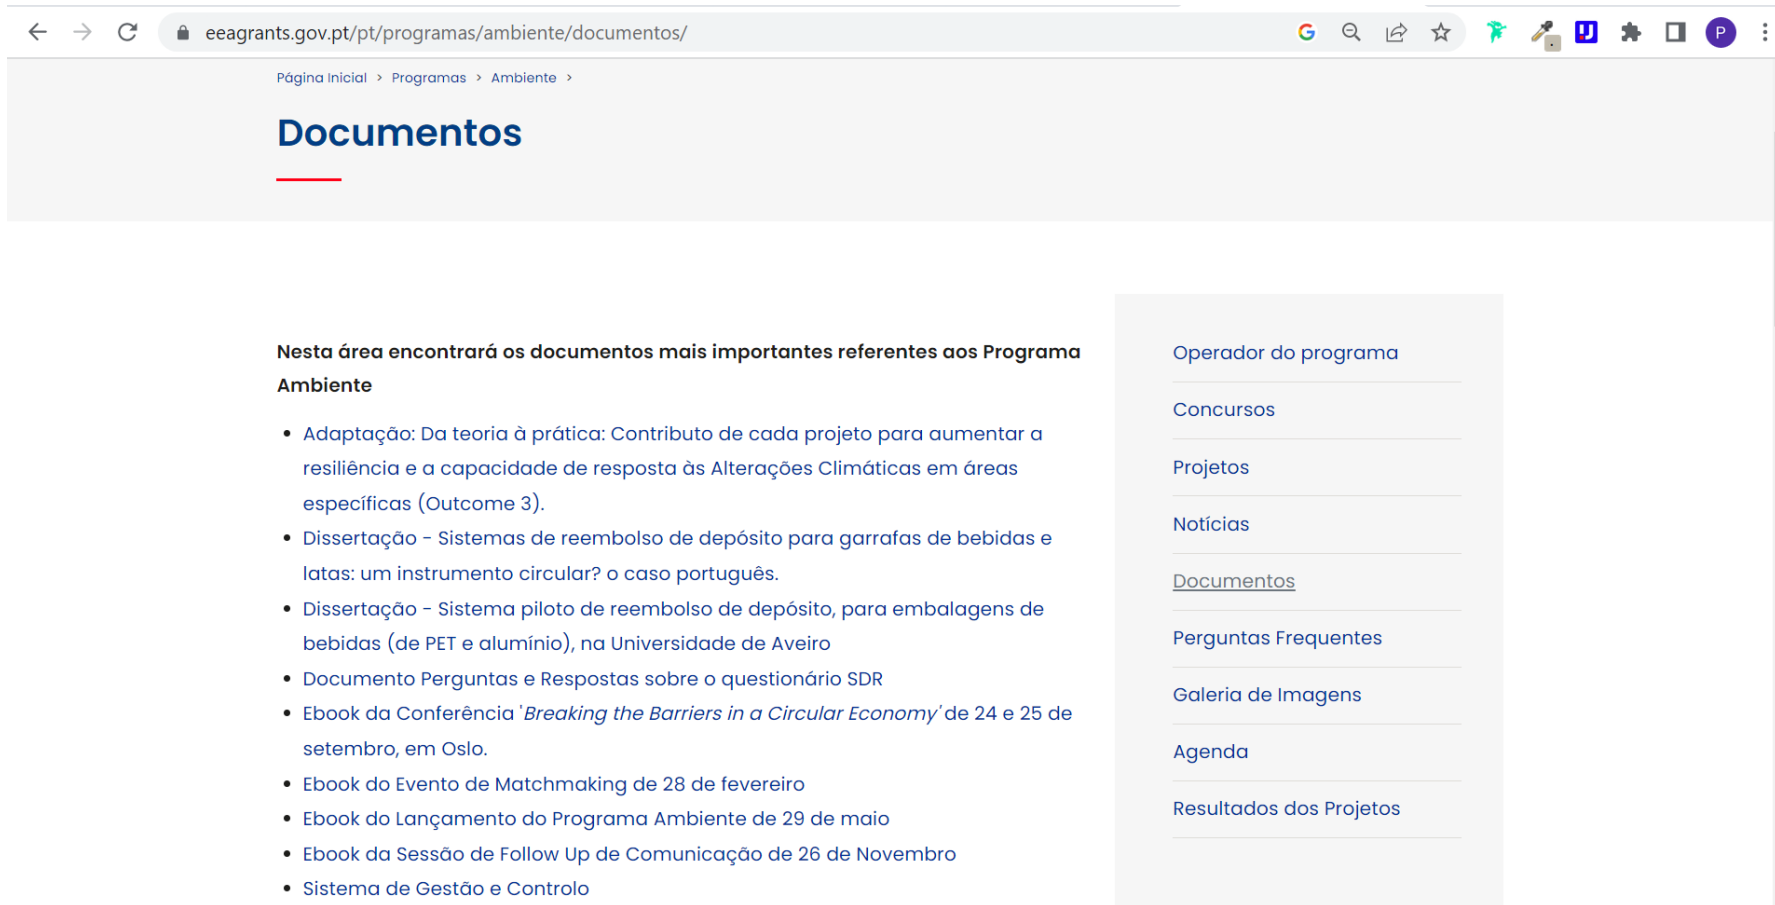 eeagrants.gov.pt/pt/programas/ambiente/documentos/
P
Página Inicial > Programas > Ambiente >
Documentos
Nesta área encontrará os documentos mais importantes referentes aos Programa
Ambiente
• Adaptação: Da teoria à prática: Contributo de cada projeto para aumentar a
resiliência e a capacidade de resposta às Alterações Climáticas em áreas
específicas (Outcome 3).
• Dissertação - Sistemas de reembolso de depósito para garrafas de bebidas e
latas: um instrumento circular? o caso português.
• Dissertação - Sistema piloto de reembolso de depósito, para embalagens de
bebidas (de PET e alumínio), na Universidade de Aveiro
• Documento Perguntas e Respostas sobre o questionário SDR
• Ebook da Conferência 'Breaking the Barriers in a Circular Economy' de 24 e 25 de
setembro, em Oslo.
• Ebook do Evento de Matchmaking de 28 de fevereiro
• Ebook do Lançamento do Programa Ambiente de 29 de maio
• Ebook da Sessão de Follow Up de Comunicação de 26 de Novembro
• Sistema de Gestão e Controlo
Operador do programa
Concursos
Projetos
Notícias
Documentos
Perguntas Frequentes
Galeria de Imagens
Agenda
Resultados dos Projetos